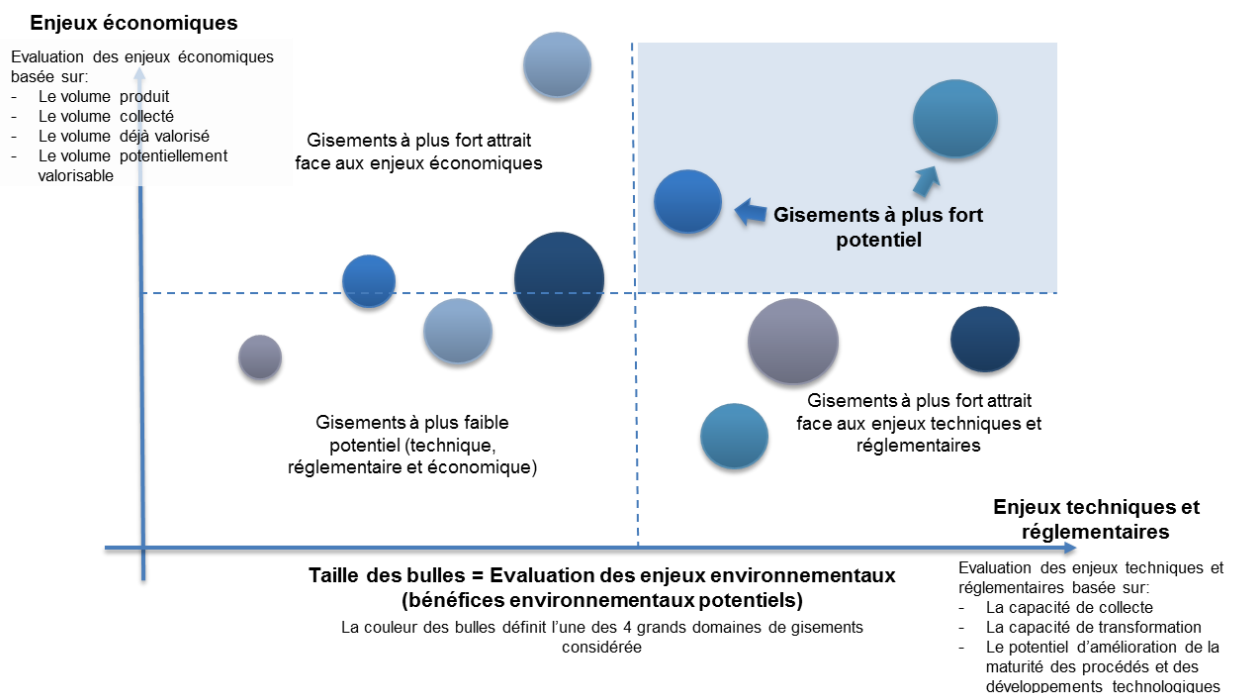 Enjeux économiques
Evaluation des enjeux économiques
basée sur:
- Le volume produit
- Le volume collecté
- Le volume déjà valorisé
- Le volume potentiellement
valorisable
Gisements à plus fort attrait
face aux enjeux économiques
Gisements à plus fort
potentiel
Gisements à plus faible
potentiel (technique,
réglementaire et économique)
Gisements à plus fort attrait
face aux enjeux techniques et
réglementaires
Enjeux techniques et
réglementaires
Evaluation des enjeux techniques et
réglementaires basée sur:
- La capacité de collecte
- La capacité de transformation
- Le potentiel d’amélioration de la
maturité des procédés et des
développements technologiques
Taille des bulles = Evaluation des enjeux environnementaux
(bénéfices environnementaux potentiels)
La couleur des bulles définit l’une des 4 grands domaines de gisements
considérée